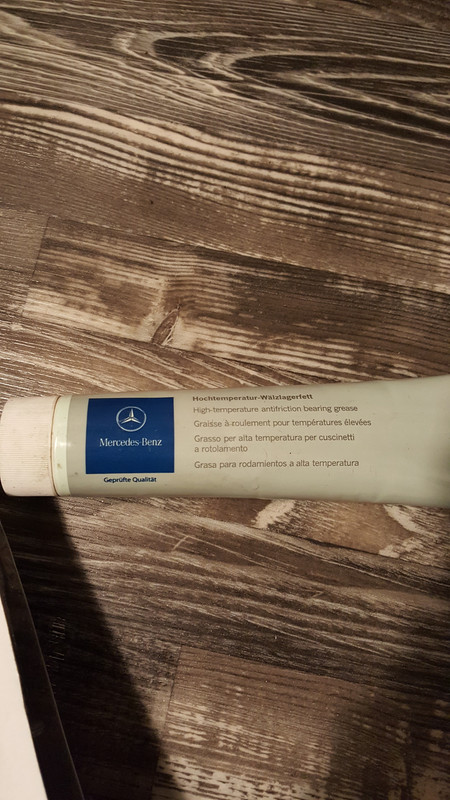 Mercedes-Benz
Geprüfte Qualität
Hochtemperatur-Wälzlagerfett
High-temperature antifriction bearing grease
Graisse à roulement pour températures élevées
Grasso per alta temperatura per cuscinetti
a rotolamento
Grasa para rodamientos a alta temperatura